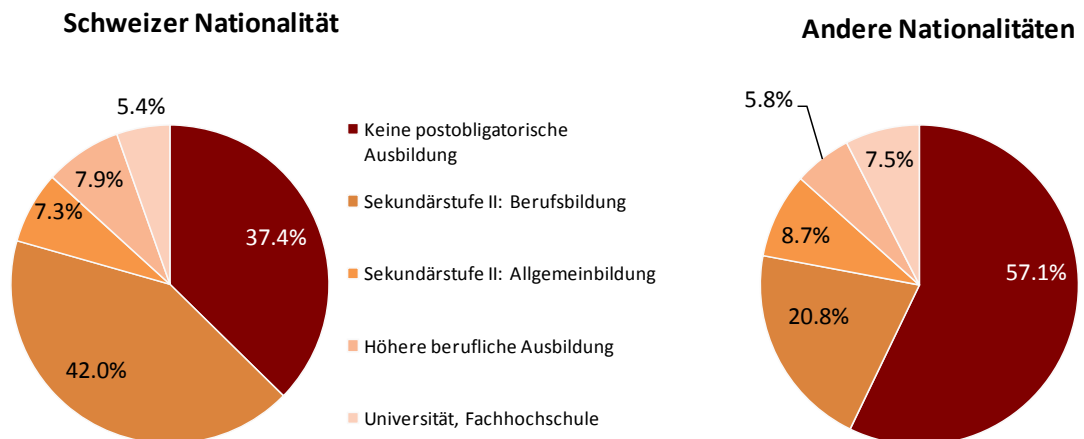 Schweizer Nationalität
5.4%
7.9%
7.3%
37.4%
42.0%
Keine postobligatorische
Ausbildung
Sekundärstufe II: Berufsbildung
Sekundärstufe II: Allgemeinbildung
Höhere berufliche Ausbildung
Universität, Fachhochschule
Andere Nationalitäten
5.8%
7.5%
8.7%
57.1%
20.8%